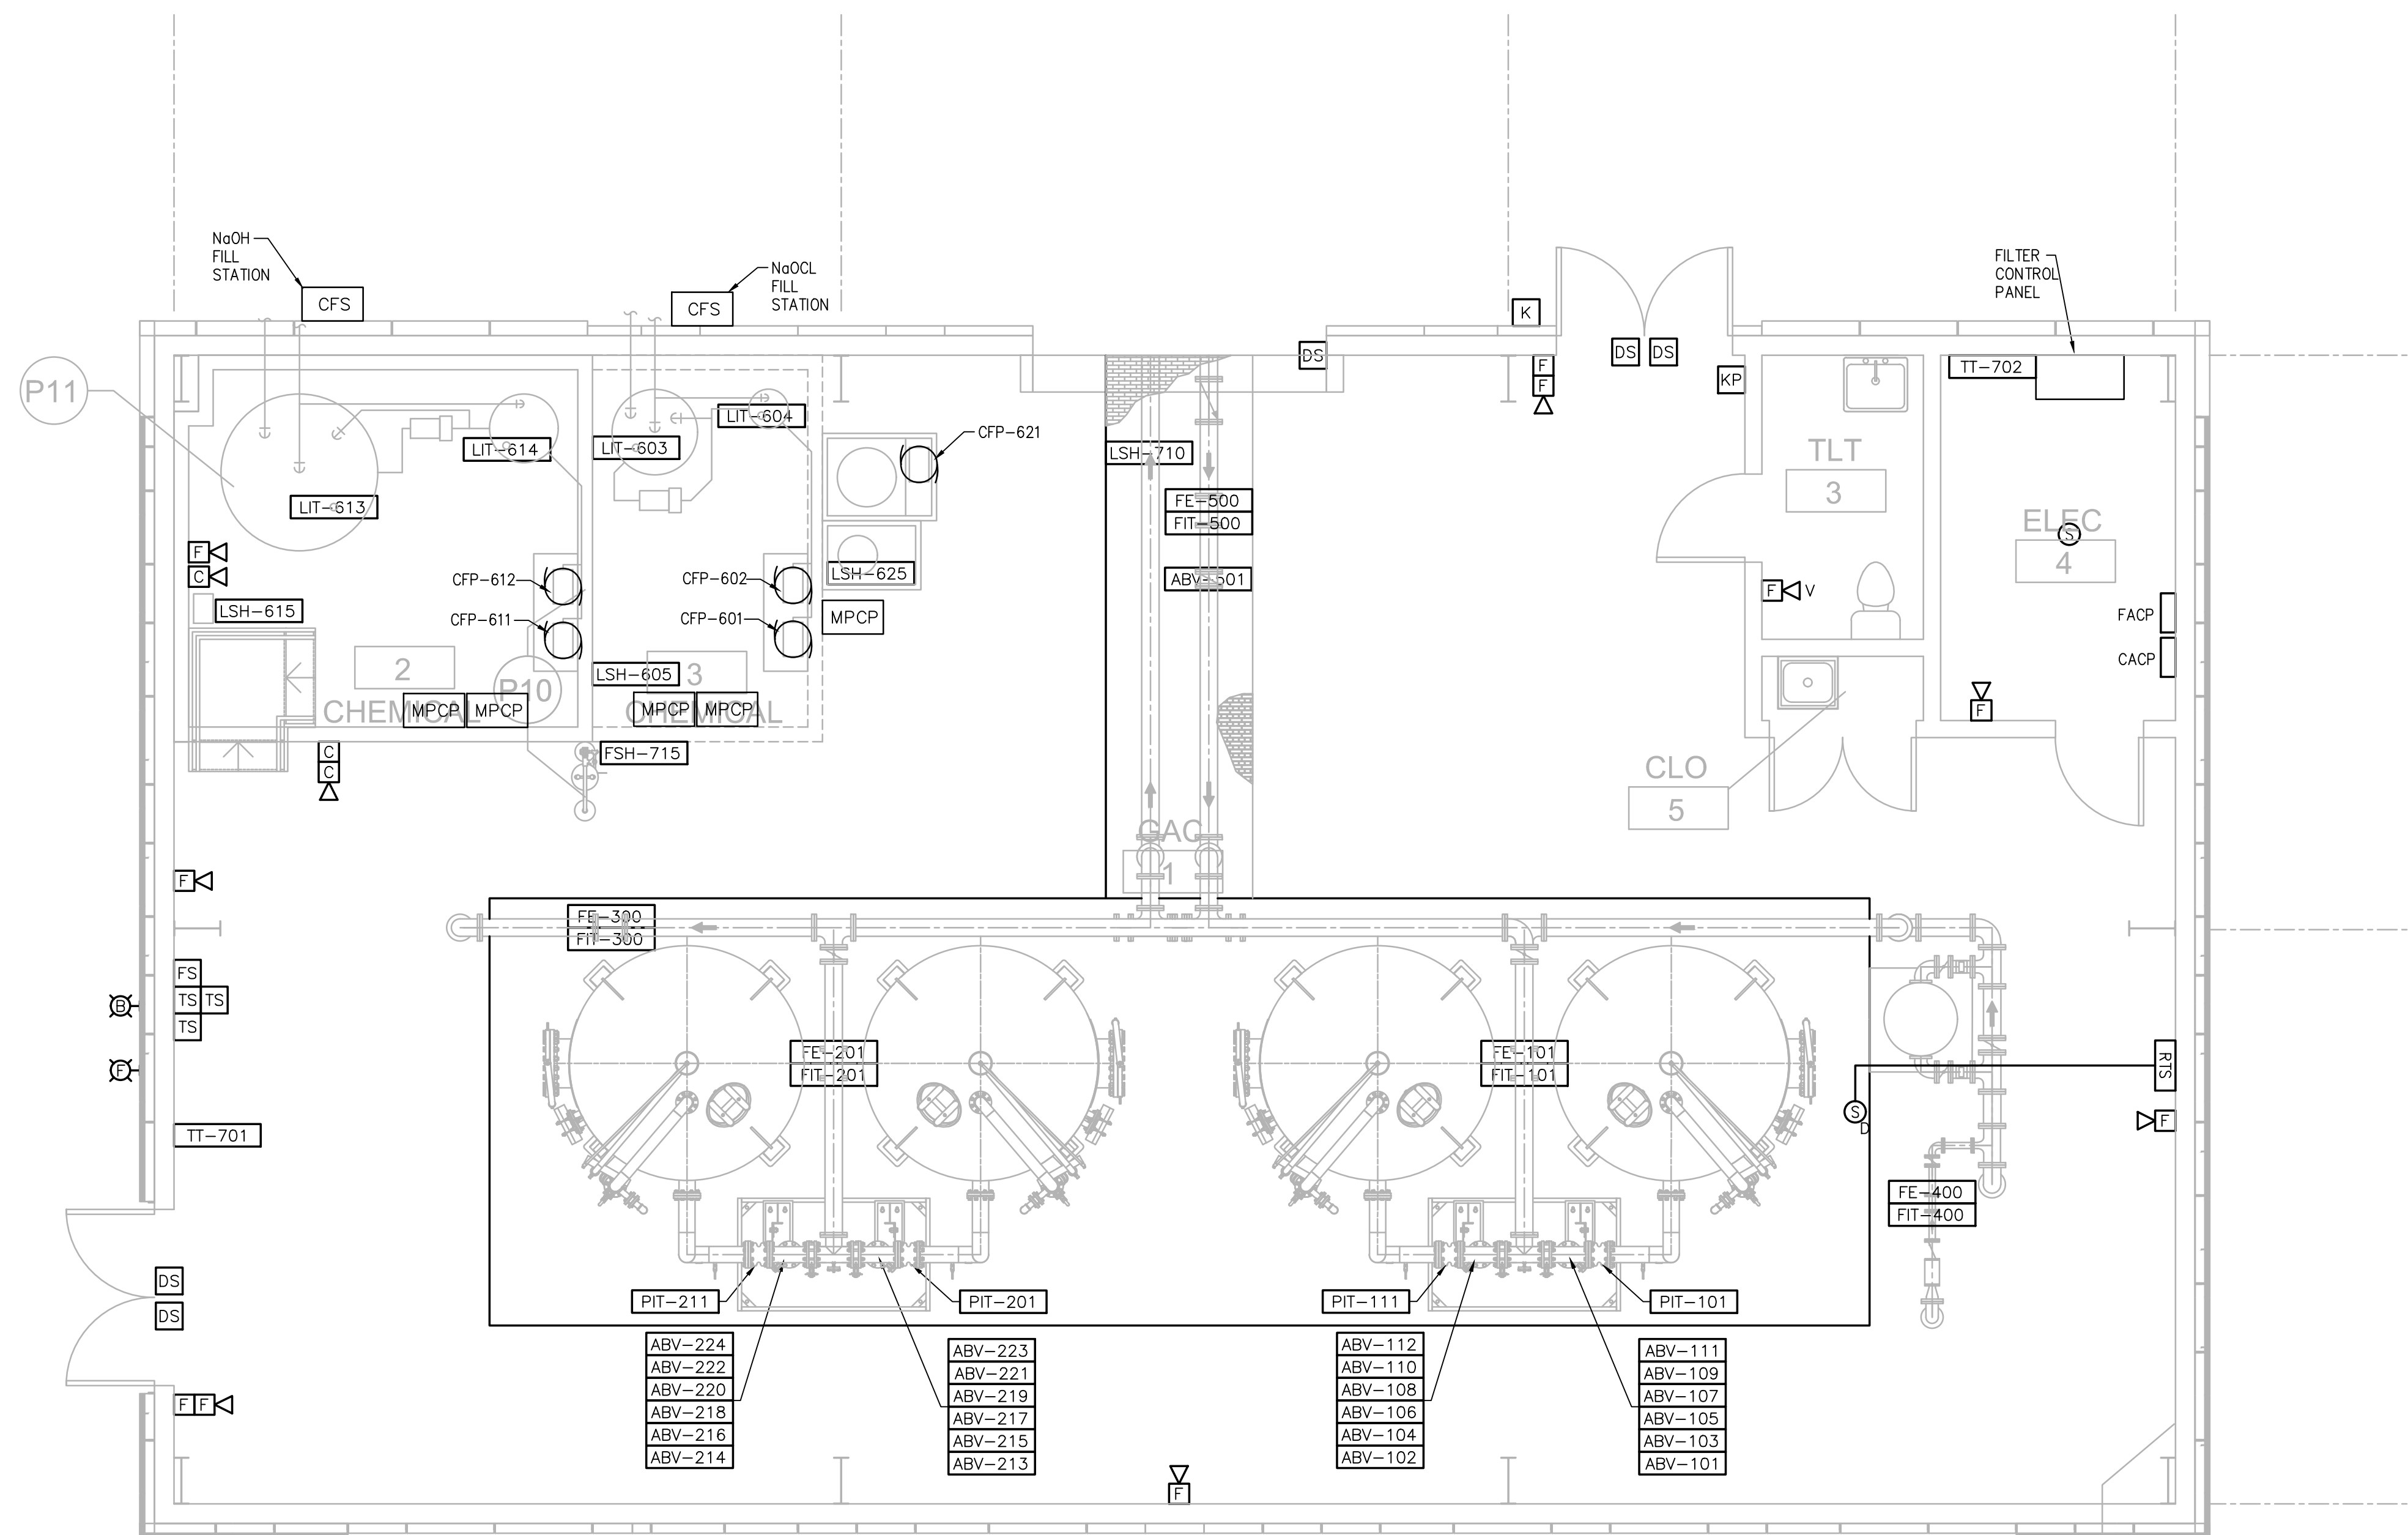 NaOH
FILL
STATION
CFS
NaOCL
FILL
STATION
CFS
FILTER
CONTROL
PANEL
K
DS
DS
DS
F
F
KP
TT-702
P11
LIT-604
LIT-614
LIT-603
CFP-621
LSH-710
TLT
3
LIT-613
FE-500
FIT-500
ELEC
S
4
F
C
CFP-612
CFP-602
LSH-625
ABV-501
F
V
LSH-615
CFP-611
CFP-601
MPCP
FACP
CACP
2
LSH-605
3
P10
CHEMICAL
MPCP
MPCP
CHEMICAL
MPCP
MPCP
F
C
C
FSH-715
CLO
5
GAC
1
F
FE-300
FIT-300
FS
TS
TS
TS
B
F
FE-201
FIT-201
FE-101
FIT-101
RTS
S
D
F
TT-701
FE-400
FIT-400
DS
DS
PIT-211
PIT-201
PIT-111
PIT-101
ABV-224
ABV-222
ABV-220
ABV-218
ABV-216
ABV-214
ABV-223
ABV-221
ABV-219
ABV-217
ABV-215
ABV-213
ABV-112
ABV-110
ABV-108
ABV-106
ABV-104
ABV-102
ABV-111
ABV-109
ABV-107
ABV-105
ABV-103
ABV-101
F
F
F